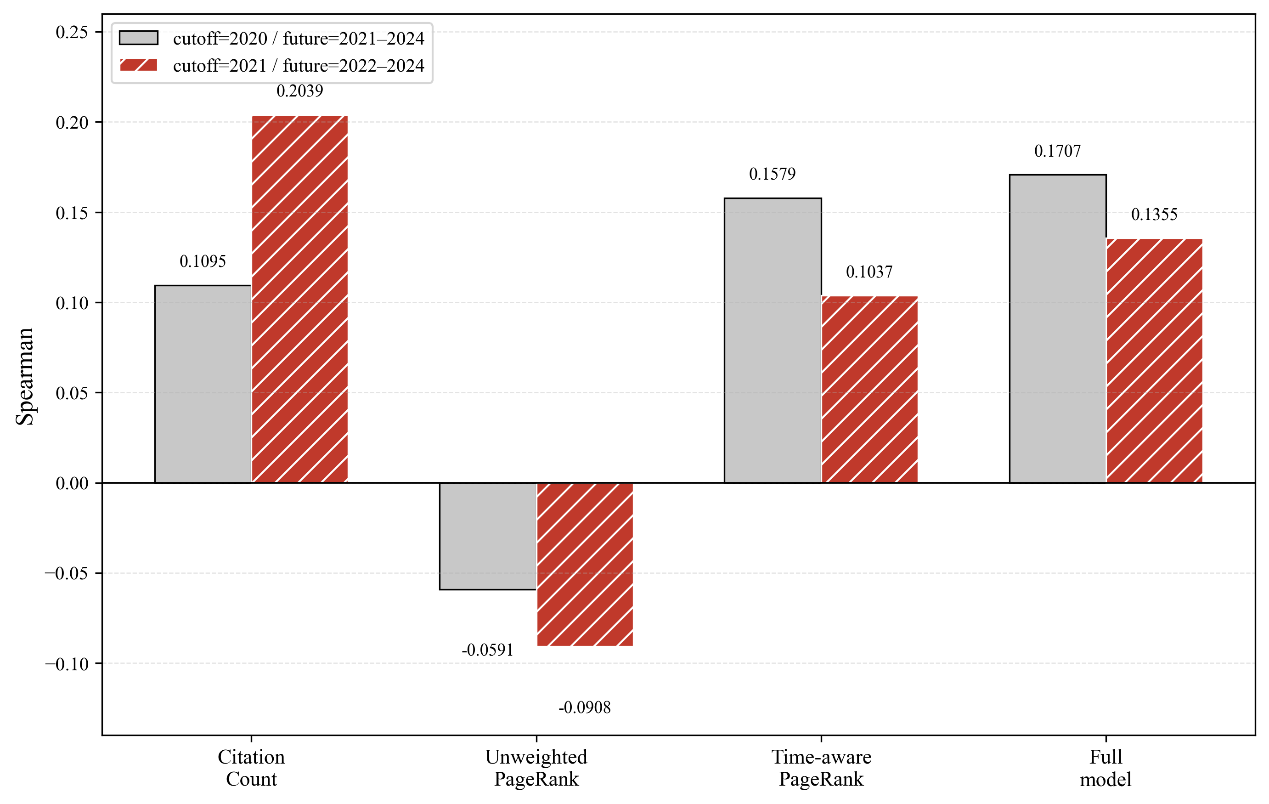 cutoff=2020 / future=2021–2024
cutoff=2021 / future=2022–2024
0.25
0.20
0.15
0.10
0.05
0.00
−0.05
−0.10
Spearman
0.1095
0.2039
-0.0591
-0.0908
0.1579
0.1037
0.1707
0.1355
Citation
Count
Unweighted
PageRank
Time-aware
PageRank
Full
model